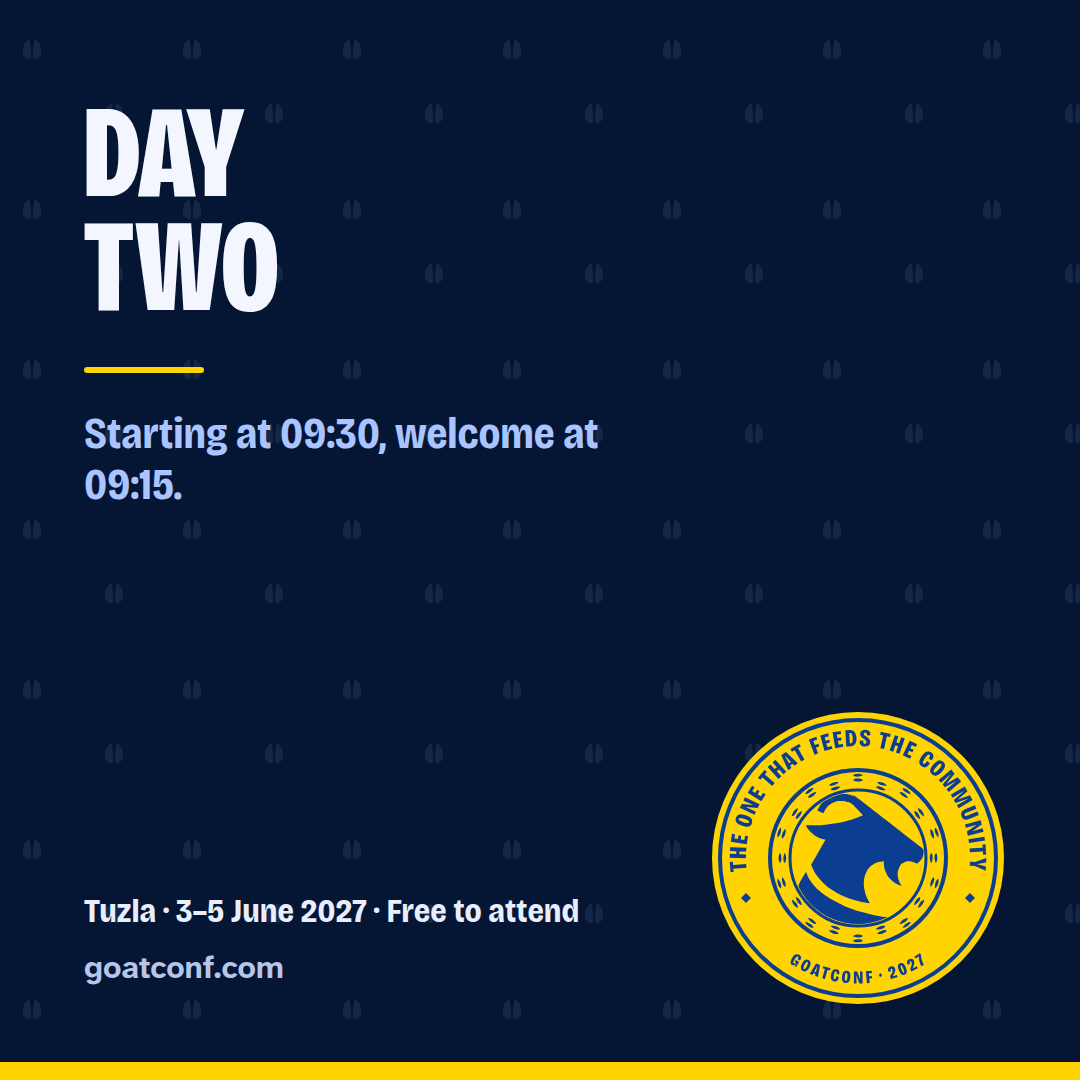 DAY
TWO
Starting at 09:30, welcome at
09:15.
THE ONE THAT FEEDS THE COMMUNITY
GOATCONF · 2027
Tuzla · 3–5 June 2027 · Free to attend
goatconf.com